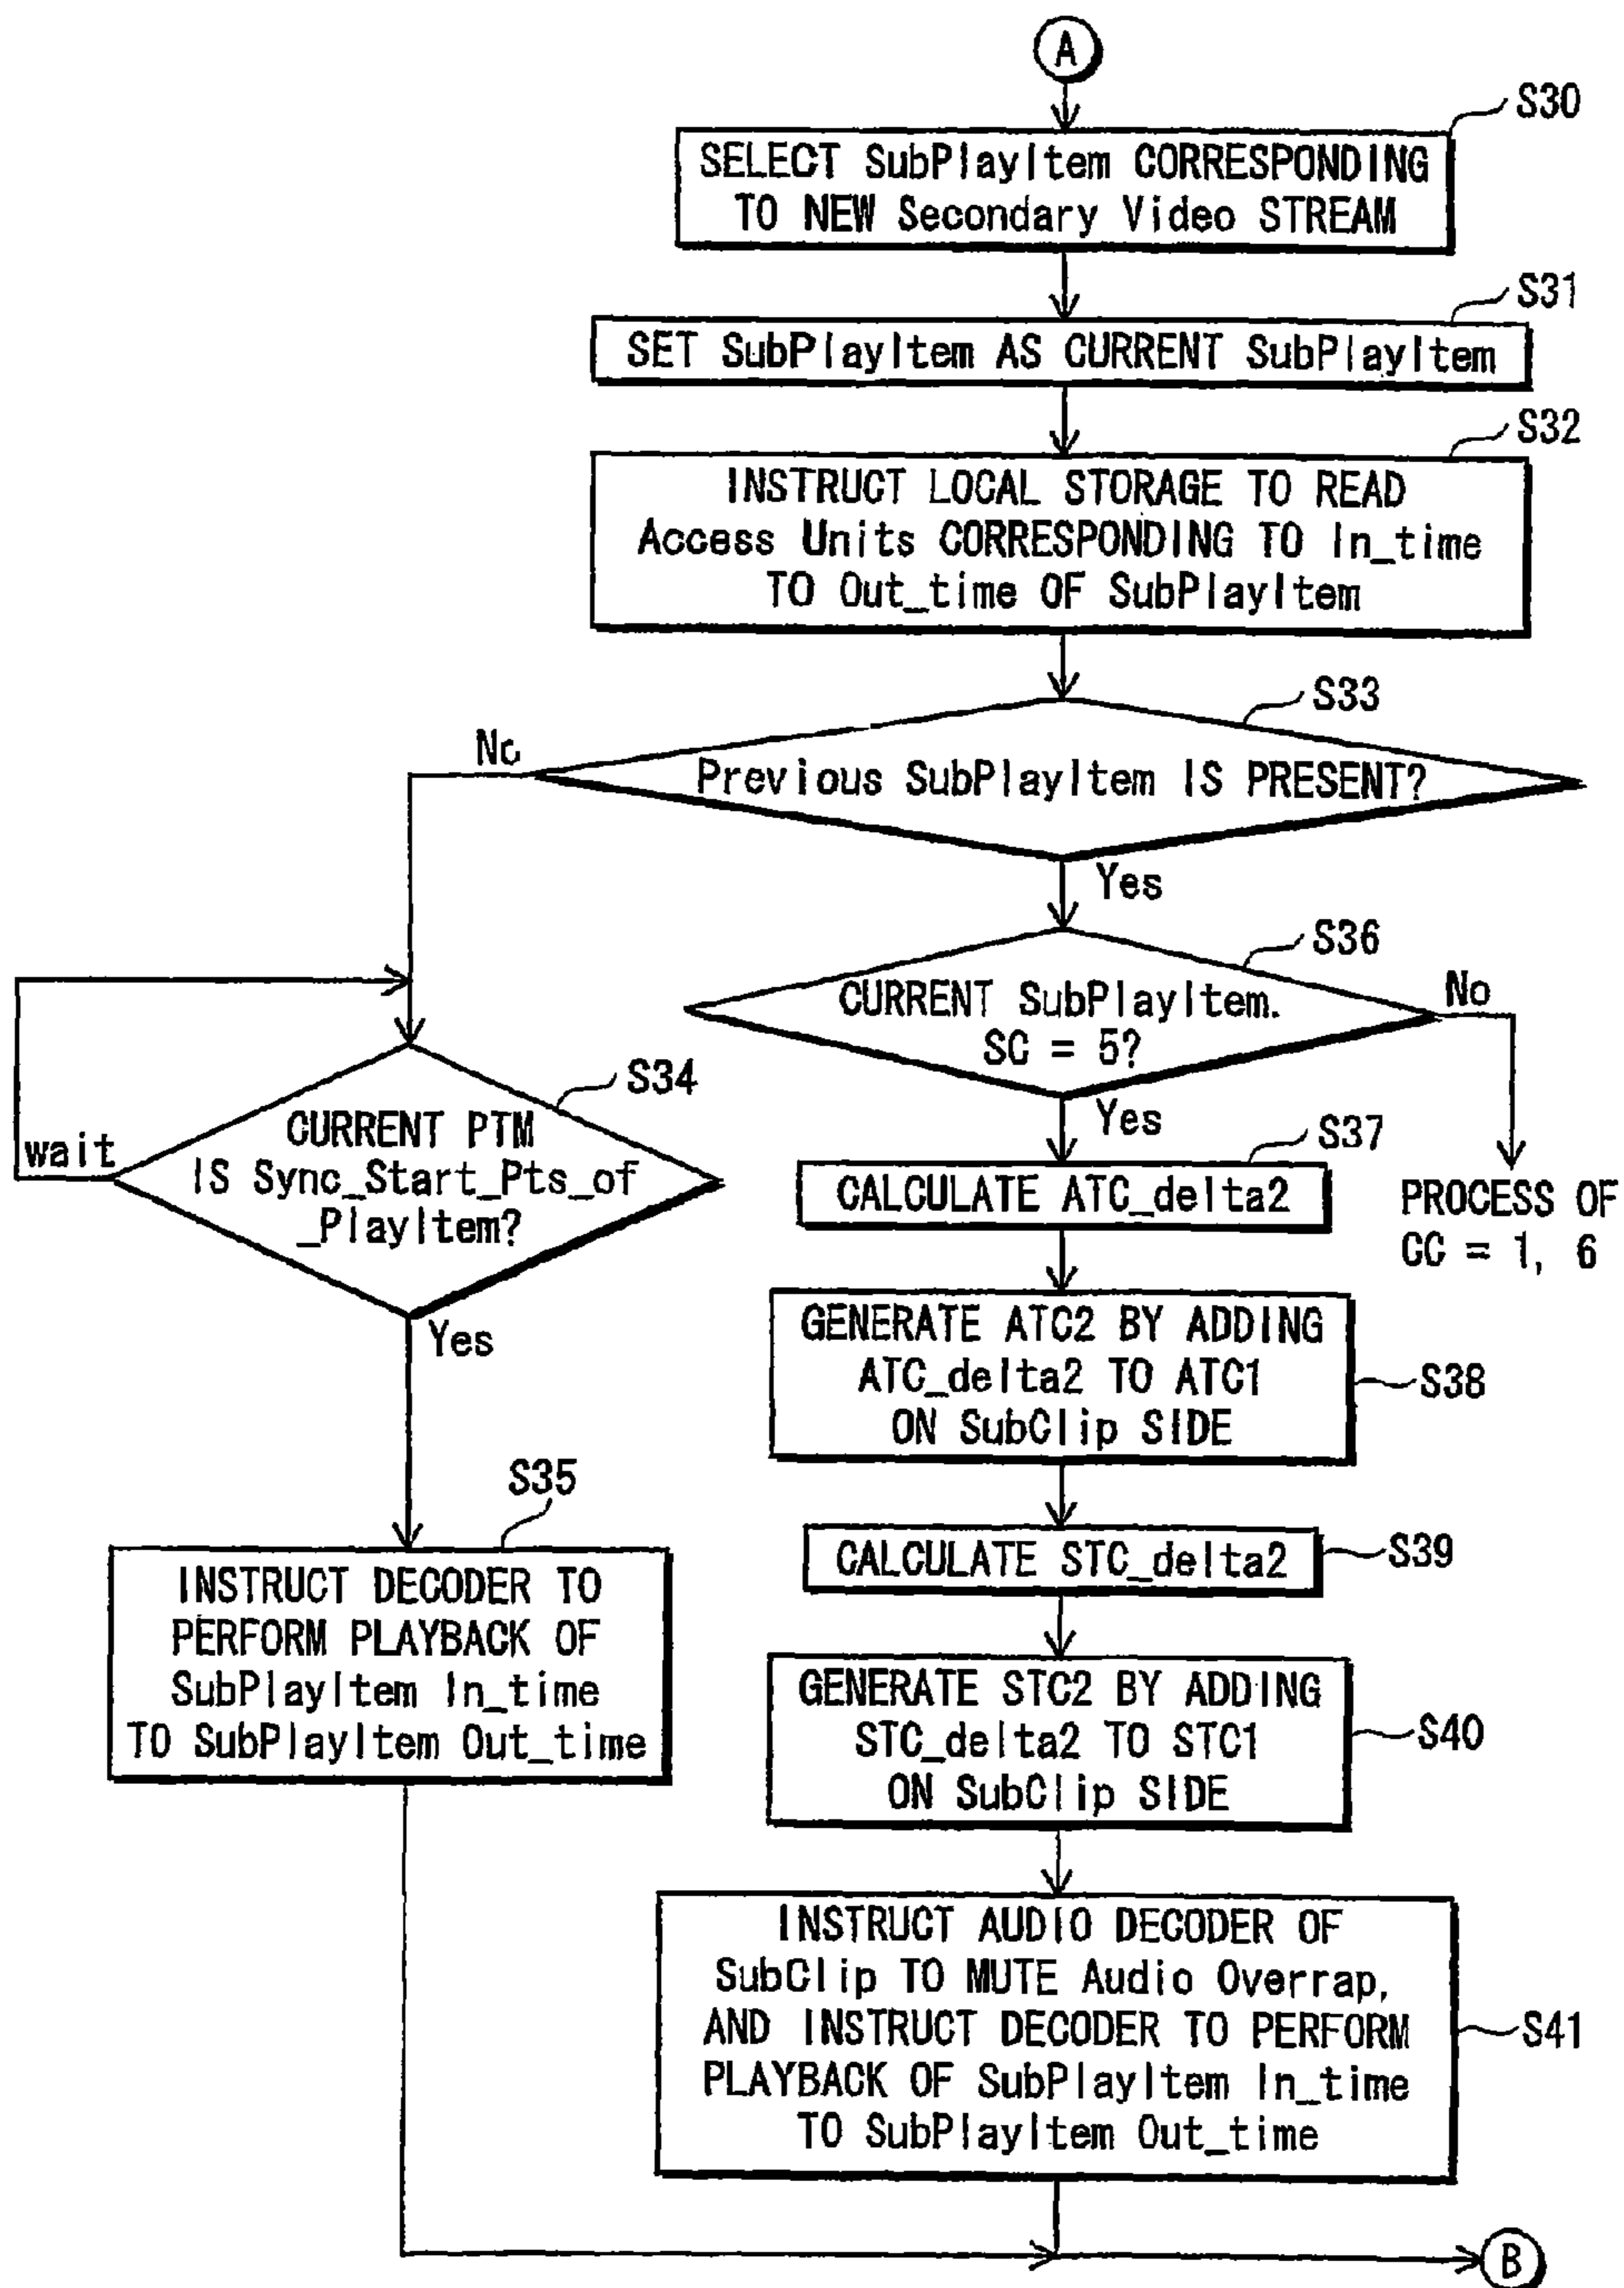 A
S30
SELECT SubPlayItem CORRESPONDING
TO NEW Secondary Video STREAM
S31
SET SubPlayItem AS CURRENT SubPlayItem
S32
INSTRUCT LOCAL STORAGE TO READ
Access Units CORRESPONDING TO In_time
TO Out_time OF SubPlayItem
S33
No
Previous SubPlayItem IS PRESENT?
Yes
S36
CURRENT SubPlayItem.
SC = 5?
No
Yes
S34
CURRENT PTM
IS Sync_Start_Pts_of
_PlayItem?
wait
Yes
S37
CALCULATE ATC_delta2
PROCESS OF
CC = 1, 6
GENERATE ATC2 BY ADDING
ATC_delta2 TO ATC1
ON SubClip SIDE
S38
S35
INSTRUCT DECODER TO
PERFORM PLAYBACK OF
SubPlayItem In_time
TO SubPlayItem Out_time
CALCULATE STC_delta2
S39
GENERATE STC2 BY ADDING
STC_delta2 TO STC1
ON SubClip SIDE
S40
INSTRUCT AUDIO DECODER OF
SubClip TO MUTE Audio Overrap,
AND INSTRUCT DECODER TO PERFORM
PLAYBACK OF SubPlayItem In_time
TO SubPlayItem Out_time
S41
B